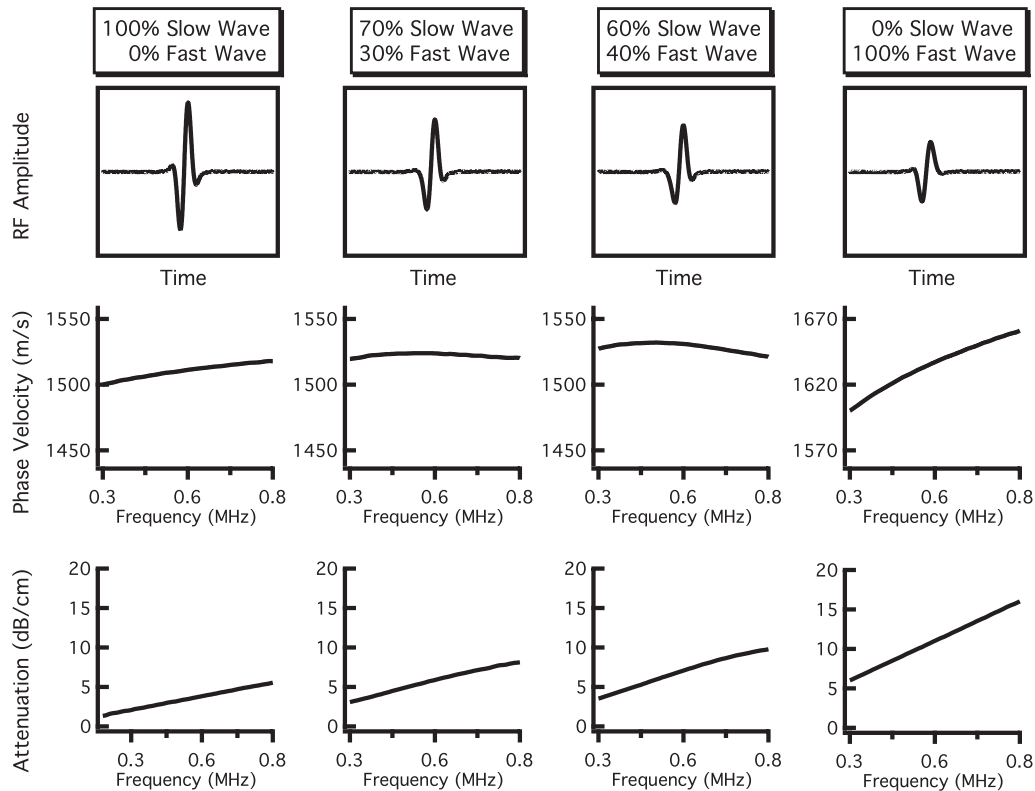 100% Slow Wave
0% Fast Wave
70% Slow Wave
30% Fast Wave
60% Slow Wave
40% Fast Wave
0% Slow Wave
100% Fast Wave
RF Amplitude
Time
Time
Time
Time
Phase Velocity (m/s)
1550
1500
1450
0.3 0.6 0.8
Frequency (MHz)
1550
1500
1450
0.3 0.6 0.8
Frequency (MHz)
1550
1500
1450
0.3 0.6 0.8
Frequency (MHz)
1670
1620
1570
0.3 0.6 0.8
Frequency (MHz)
Attenuation (dB/cm)
20
15
10
5
0
0.3 0.6 0.8
Frequency (MHz)
20
15
10
5
0
0.3 0.6 0.8
Frequency (MHz)
20
15
10
5
0
0.3 0.6 0.8
Frequency (MHz)
20
15
10
5
0
0.3 0.6 0.8
Frequency (MHz)